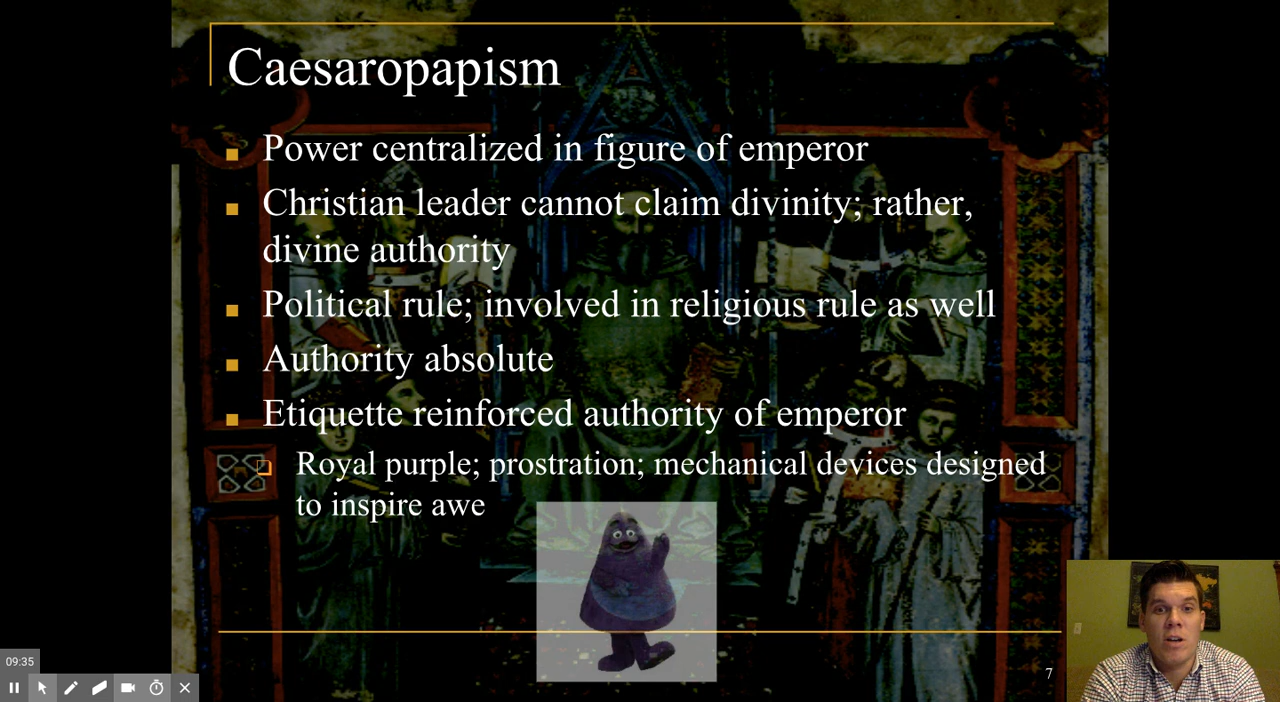 Caesaropapism
Power centralized in figure of emperor
Christian leader cannot claim divinity; rather,
divine authority
Political rule; involved in religious rule as well
Authority absolute
Etiquette reinforced authority of emperor
Royal purple; prostration; mechanical devices designed
to inspire awe
7
09:35